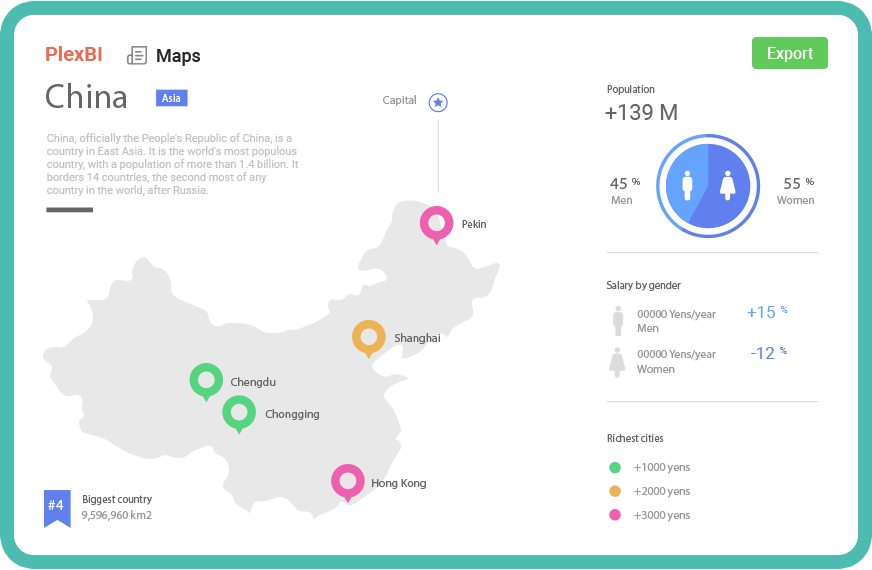 PlexBI
Maps
Export
China
Asia
China, officially the People's Republic of China, is a
country in East Asia. It is the world's most populous
country, with a population of more than 1.4 billion. It
borders 14 countries, the second most of any
country in the world, after Russia.
Capital
Pekin
Shanghai
Chengdu
Chongging
Hong Kong
#4
Biggest country
9,596,960 km2
Population
+139 M
45 %
Men
55 %
Women
Salary by gender
00000 Yens/year
Men
+15 %
00000 Yens/year
Women
-12 %
Richest cities
+1000 yens
+2000 yens
+3000 yens